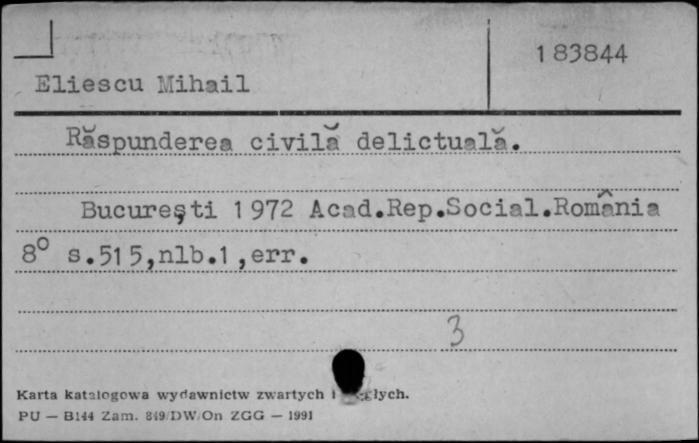 183844
Eliescu Mihail
Răspunderea civilă delictuală.
Bucureşti 1972 Acad.Rep.Social.România
8° s.515,nlb.1,err.
3
Karta katalogowa wydawnictw zwartych i
PU — B144 Zam. 849/DW/On ZGG — 1991